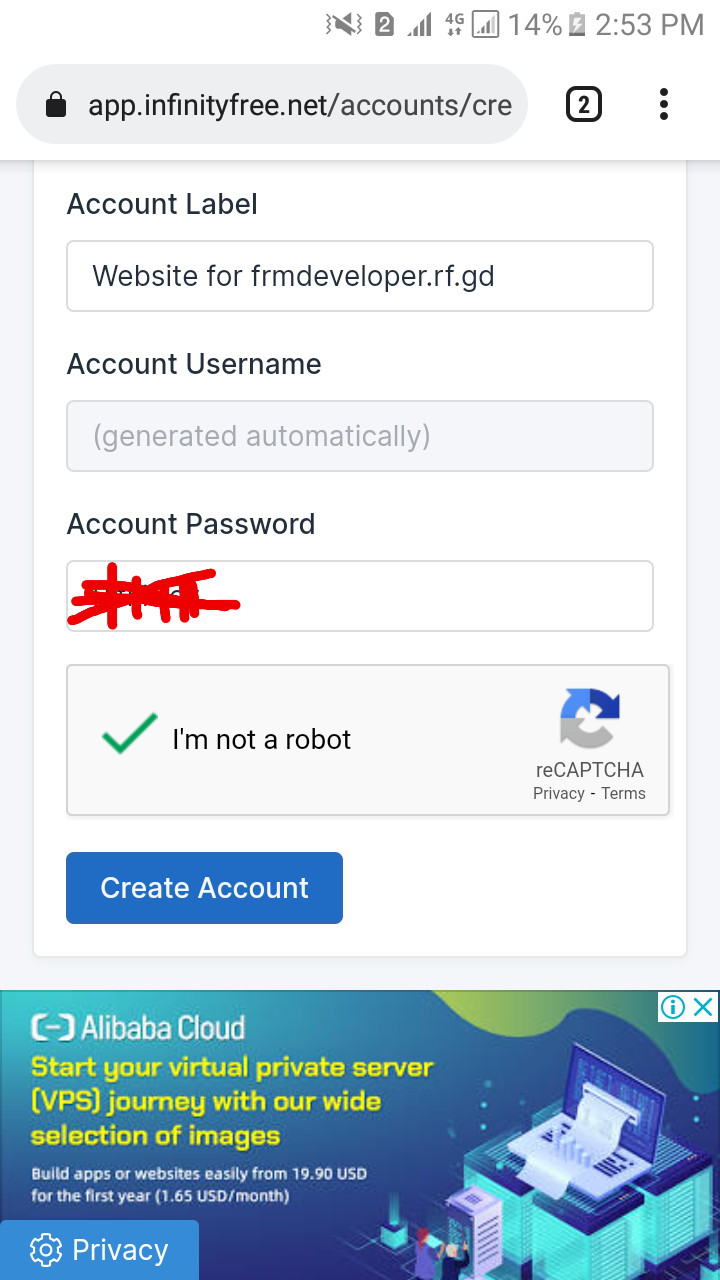 2 4G 14% 2:53 PM
app.infinityfree.net/accounts/cre
2
Account Label
Website for frmdeveloper.rf.gd
Account Username
(generated automatically)
Account Password
I'm not a robot
reCAPTCHA
Privacy - Terms
Create Account
Alibaba Cloud
Start your virtual private server
(VPS) journey with our wide
selection of images
Build apps or websites easily from 19.90 USD
for the first year (1.65 USD/month)
Privacy